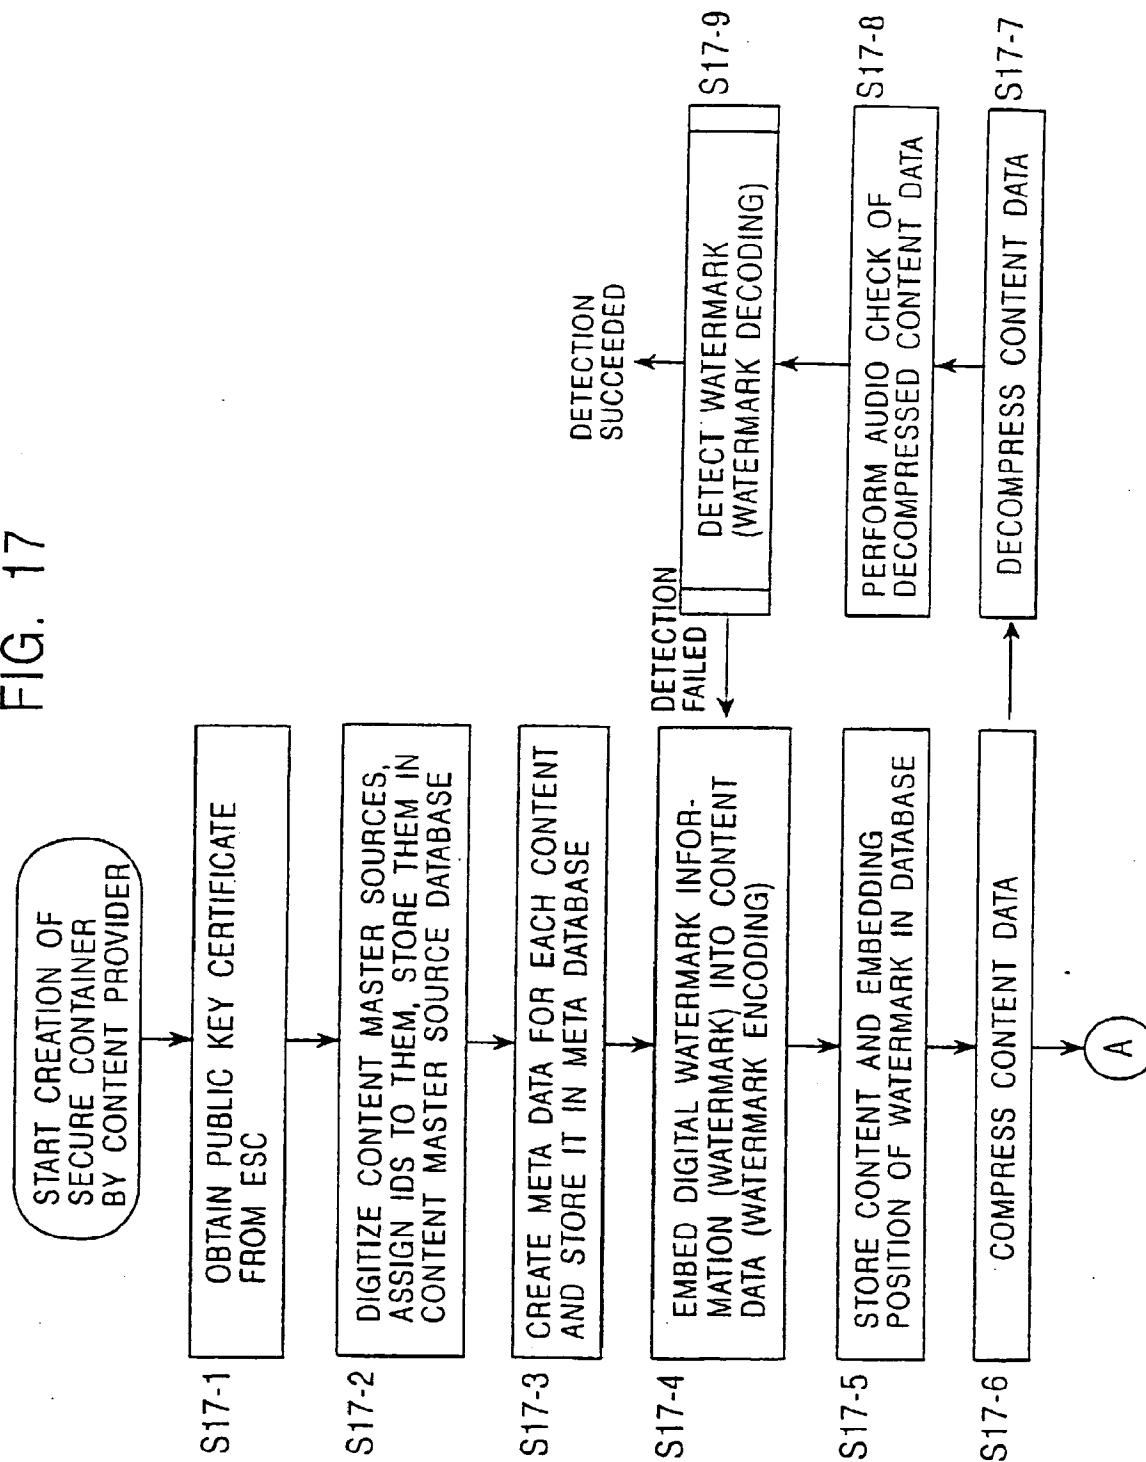 FIG. 17
START CREATION OF
SECURE CONTAINER
BY CONTENT PROVIDER
S17-1
OBTAIN PUBLIC KEY CERTIFICATE
FROM ESC
S17-2
DIGITIZE CONTENT MASTER SOURCES,
ASSIGN IDS TO THEM, STORE THEM IN
CONTENT MASTER SOURCE DATABASE
S17-3
CREATE META DATA FOR EACH CONTENT
AND STORE IT IN META DATABASE
S17-4
EMBED DIGITAL WATERMARK INFOR-
MATION (WATERMARK) INTO CONTENT
DATA (WATERMARK ENCODING)
S17-5
STORE CONTENT AND EMBEDDING
POSITION OF WATERMARK IN DATABASE
S17-6
COMPRESS CONTENT DATA
A
DETECTION
SUCCEEDED
DETECTION
FAILED
DETECT WATERMARK
(WATERMARK DECODING)
S17-9
PERFORM AUDIO CHECK OF
DECOMPRESSED CONTENT DATA
S17-8
DECOMPRESS CONTENT DATA
S17-7